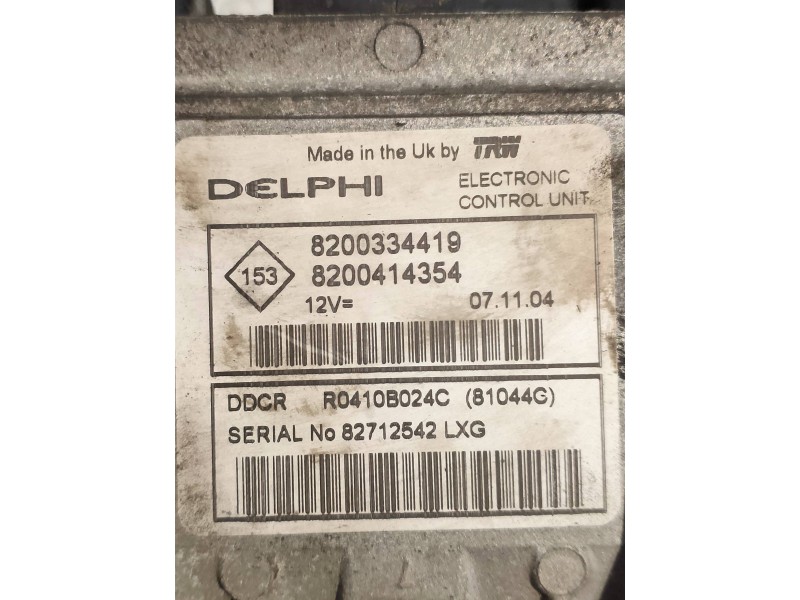 Made in the Uk by TRW
DELPHI
ELECTRONIC
CONTROL UNIT
153
8200334419
8200414354
12V=
07.11.04
DDCR R0410B024C (81044G)
SERIAL No 82712542 LXG